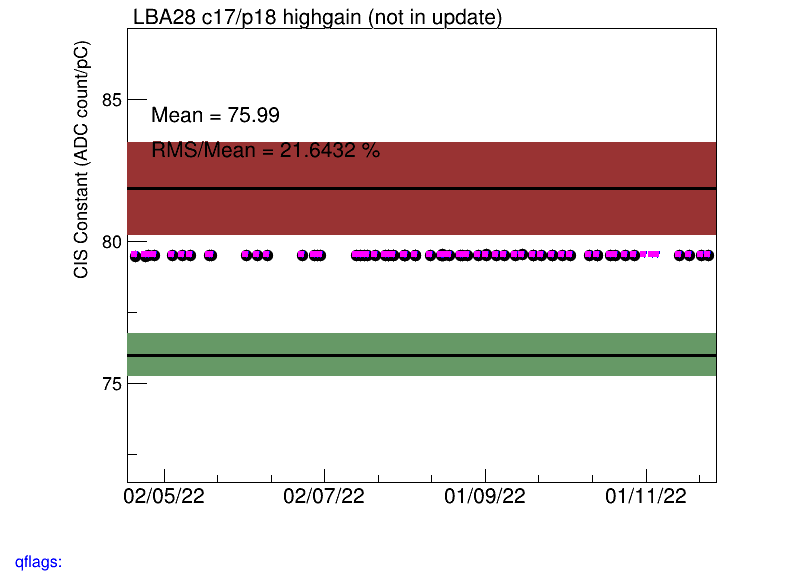 LBA28 c17/p18 highgain (not in update)
CIS Constant (ADC count/pC)
Mean = 75.99
RMS/Mean = 21.6432 %
85
80
75
02/05/22 02/07/22 01/09/22 01/11/22
qflags: